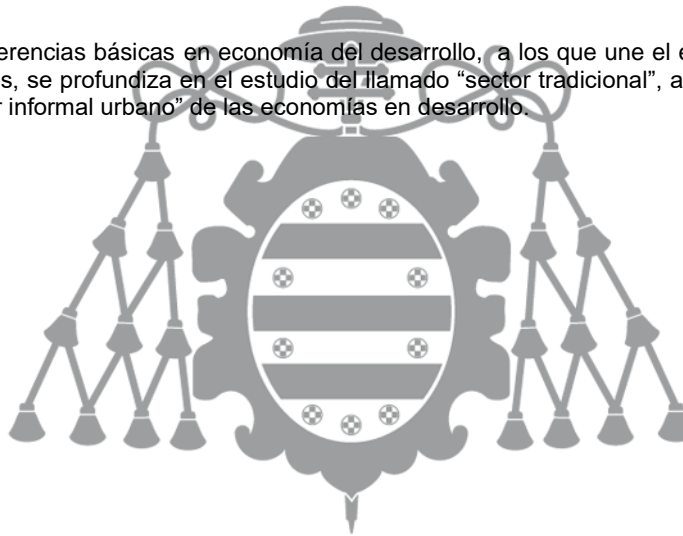 erencias básicas en economía del desarrollo, a los que une el e
s, se profundiza en el estudio del llamado “sector tradicional”, a
r informal urbano” de las economías en desarrollo.